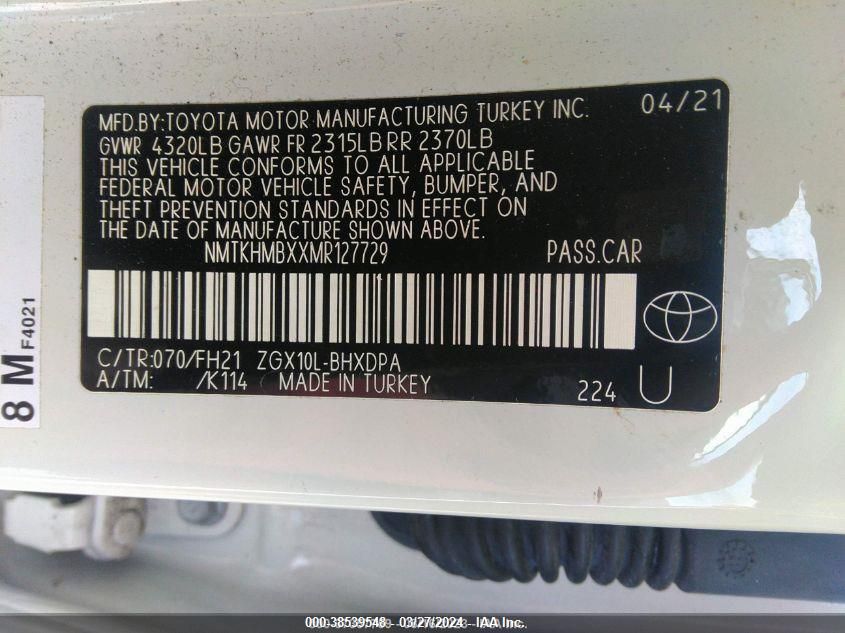 MFD.BY:TOYOTA MOTOR MANUFACTURING TURKEY INC. 04/21
GVWR 4320LB GAWR FR 2315LB RR 2370LB
THIS VEHICLE CONFORMS TO ALL APPLICABLE
FEDERAL MOTOR VEHICLE SAFETY, BUMPER, AND
THEFT PREVENTION STANDARDS IN EFFECT ON
THE DATE OF MANUFACTURE SHOWN ABOVE.
NMTKHMBXXMR127729 PASS.CAR
C/TR:070/FH21 ZGX10L-BHXDPA
A/TM: /K114 MADE IN TURKEY 224 U
8 M F4021
000-38539548 - 03/27/2024 - IAA Inc.